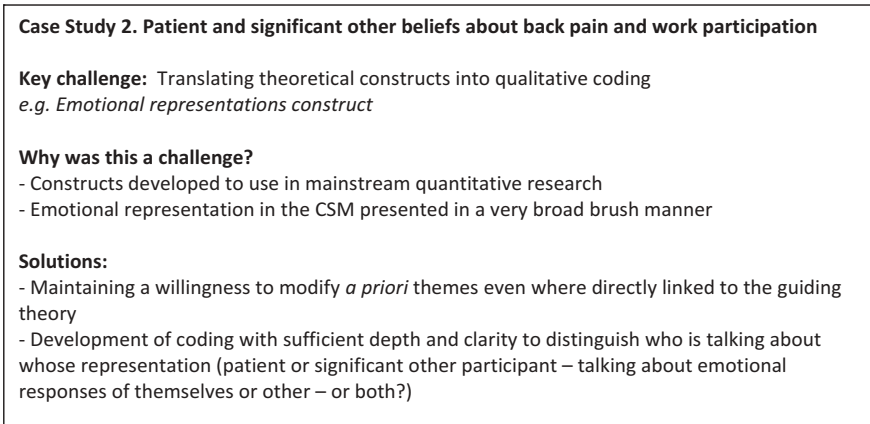 Case Study 2. Patient and significant other beliefs about back pain and work participation
Key challenge: Translating theoretical constructs into qualitative coding
e.g. Emotional representations construct
Why was this a challenge?
- Constructs developed to use in mainstream quantitative research
- Emotional representation in the CSM presented in a very broad brush manner
Solutions:
- Maintaining a willingness to modify a priori themes even where directly linked to the guiding
theory
- Development of coding with sufficient depth and clarity to distinguish who is talking about
whose representation (patient or significant other participant – talking about emotional
responses of themselves or other – or both?)